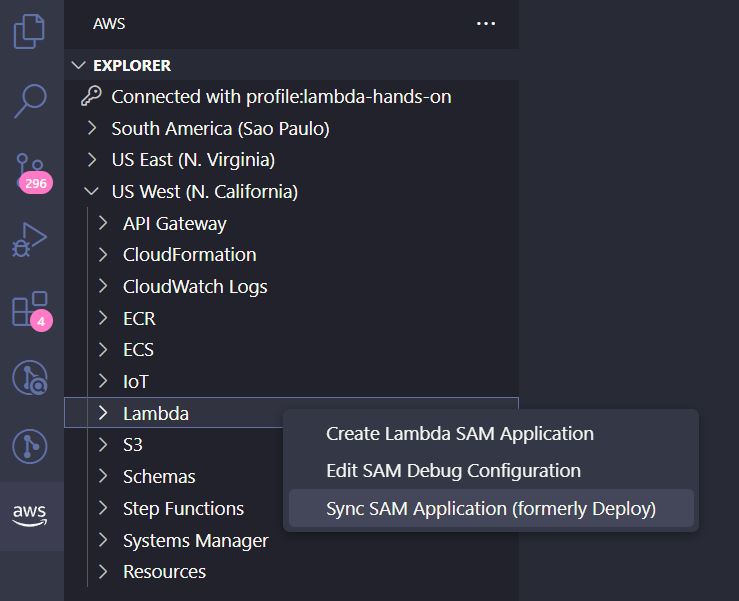 AWS
EXPLORER
Connected with profile:lambda-hands-on
South America (Sao Paulo)
US East (N. Virginia)
US West (N. California)
API Gateway
CloudFormation
CloudWatch Logs
ECR
ECS
IoT
Lambda
S3
Schemas
Step Functions
Systems Manager
Resources
Create Lambda SAM Application
Edit SAM Debug Configuration
Sync SAM Application (formerly Deploy)
296
4
aws